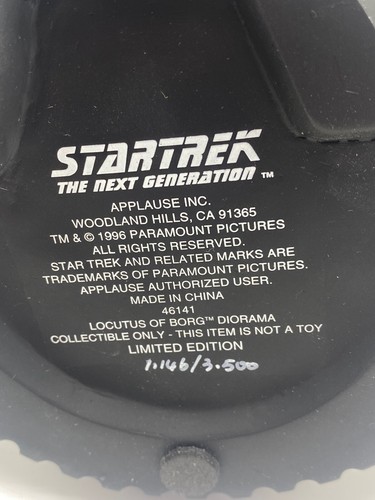 STAR TREK
THE NEXT GENERATION ™
APPLAUSE INC.
WOODLAND HILLS, CA 91365
TM & © 1996 PARAMOUNT PICTURES
ALL RIGHTS RESERVED.
STAR TREK AND RELATED MARKS ARE
TRADEMARKS OF PARAMOUNT PICTURES.
APPLAUSE AUTHORIZED USER.
MADE IN CHINA
46141
LOCUTUS OF BORG™ DIORAMA
COLLECTIBLE ONLY - THIS ITEM IS NOT A TOY
LIMITED EDITION
1.146/3.500